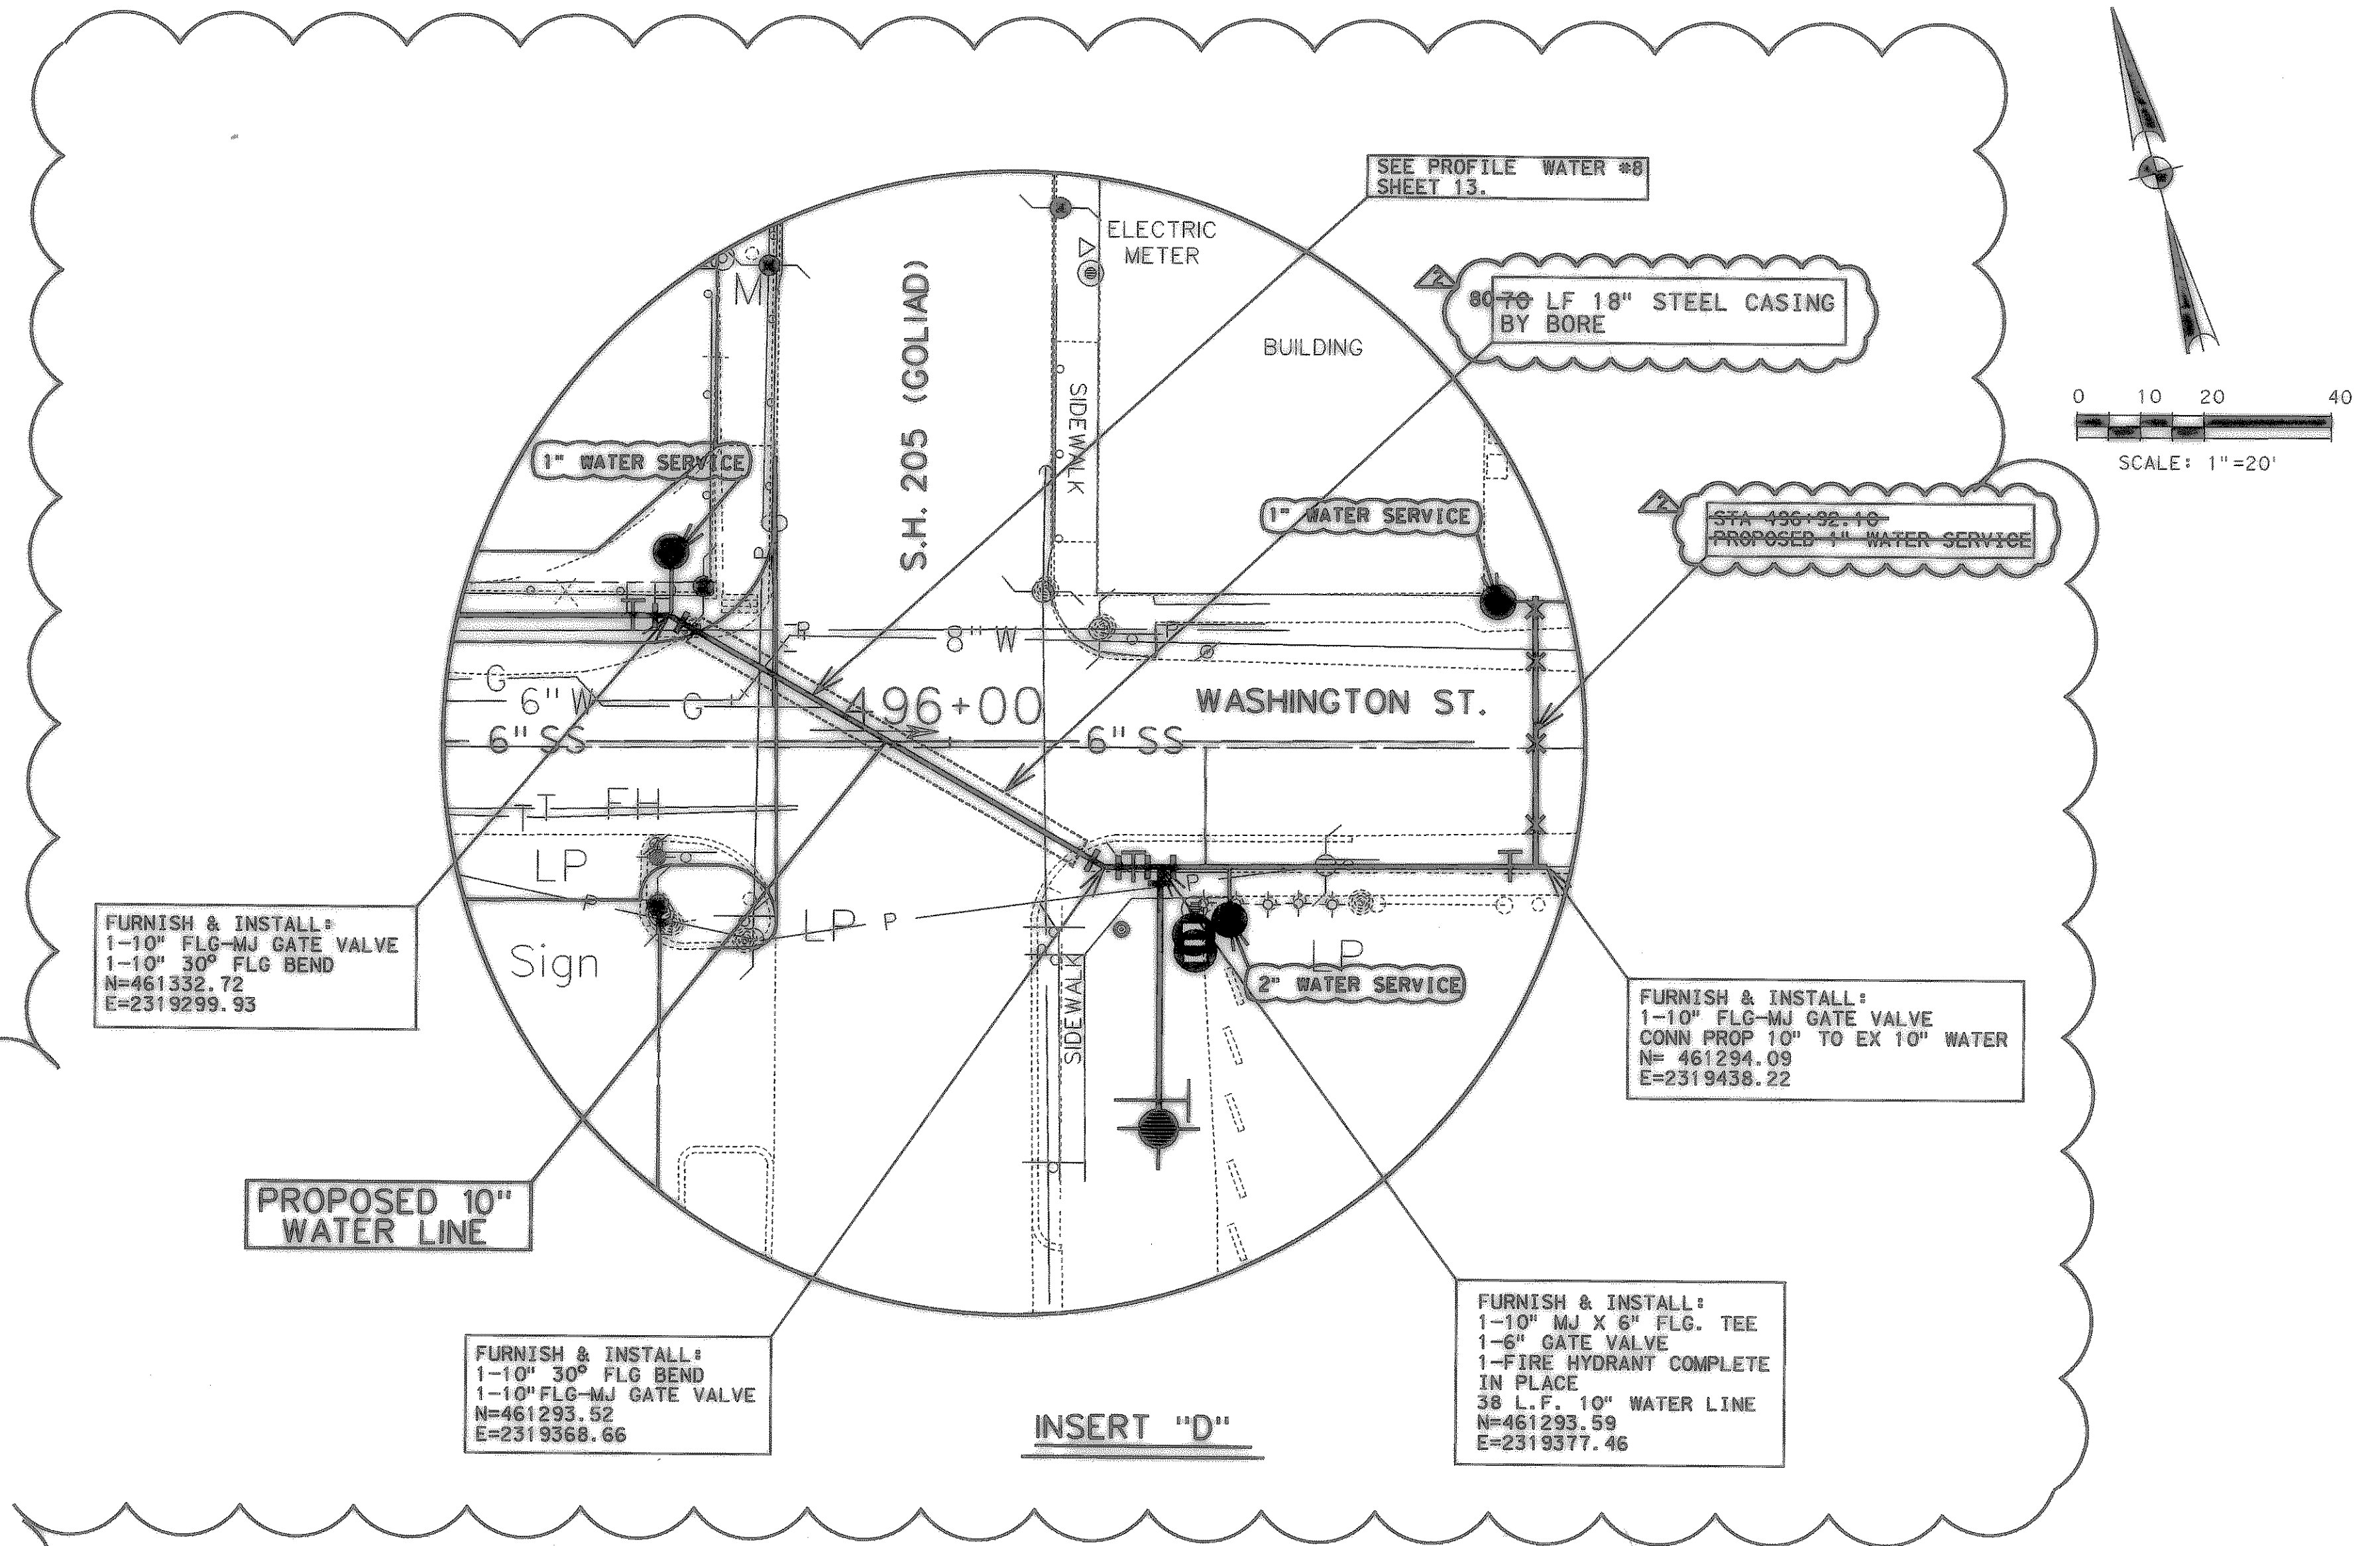 SEE PROFILE WATER #8
SHEET 13.
ELECTRIC
METER
80 70 LF 18" STEEL CASING
BY BORE
2
BUILDING
M
S.H. 205 (GOLIAD)
SIDEWALK
0 10 20 40
SCALE: 1"=20'
1" WATER SERVICE
1" WATER SERVICE
2
STA 496+92.10
PROPOSED 1" WATER SERVICE
P
P
8" W
P
G
6" W
G
496+00
WASHINGTON ST.
6" SS
6" SS
T
T
FH
LP
T
P
LP
P
P
Sign
LP
SIDEWALK
2" WATER SERVICE
FURNISH & INSTALL:
1-10" FLG-MJ GATE VALVE
1-10" 30° FLG BEND
N=461332.72
E=2319299.93
FURNISH & INSTALL:
1-10" FLG-MJ GATE VALVE
CONN PROP 10" TO EX 10" WATER
N= 461294.09
E=2319438.22
PROPOSED 10"
WATER LINE
FURNISH & INSTALL:
1-10" 30° FLG BEND
1-10"FLG-MJ GATE VALVE
N=461293.52
E=2319368.66
FURNISH & INSTALL:
1-10" MJ X 6" FLG. TEE
1-6" GATE VALVE
1-FIRE HYDRANT COMPLETE
IN PLACE
38 L.F. 10" WATER LINE
N=461293.59
E=2319377.46
INSERT "D"